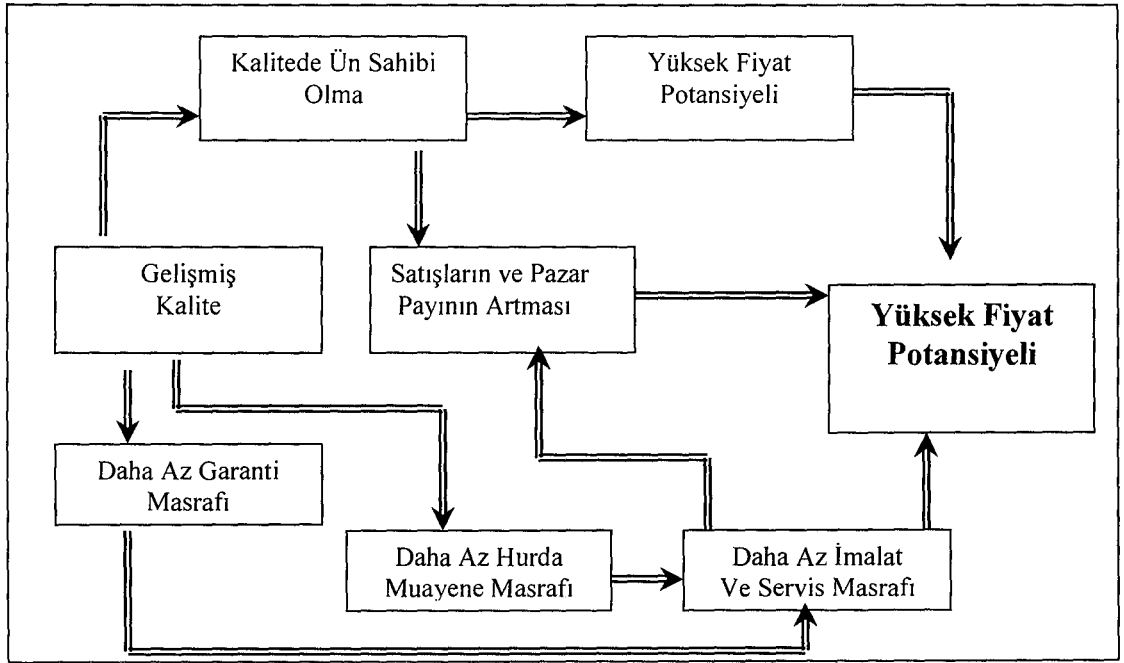 Kalitede Ün Sahibi
Olma
Yüksek Fiyat
Potansiyeli
Gelişmiş
Kalite
Satışların ve Pazar
Payının Artması
Yüksek Fiyat
Potansiyeli
Daha Az Garanti
Masrafı
Daha Az Hurda
Muayene Masrafı
Daha Az İmalat
Ve Servis Masrafı